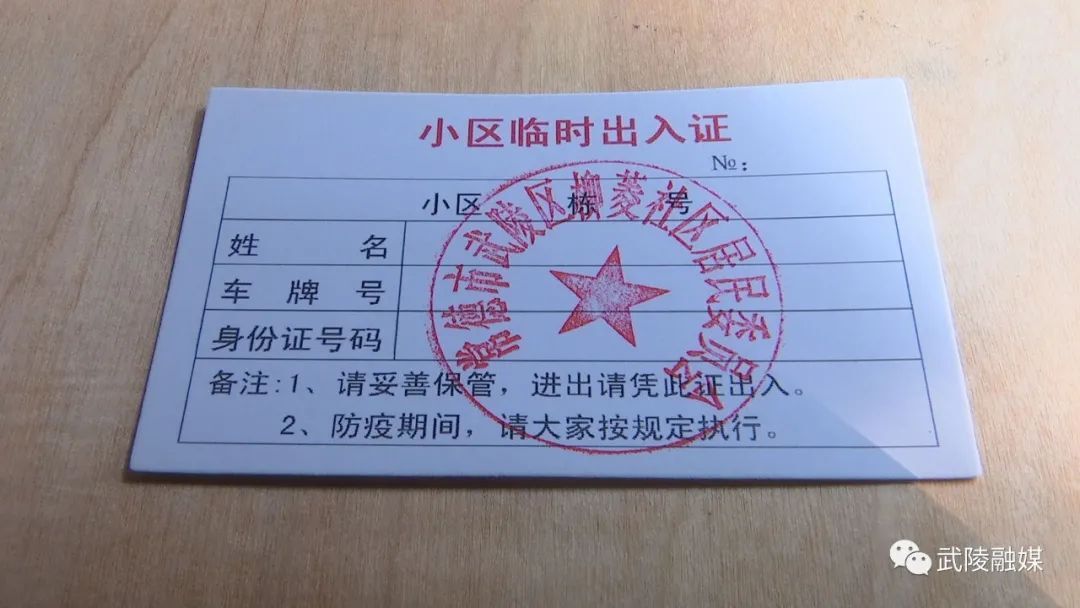 小区临时出入证
№：
小区 栋 号
姓 名
车 牌 号
身份证号码
备注:1、请妥善保管，进出请凭此证出入。
2、防疫期间，请大家按规定执行。
常德市武陵区柳菱社区居民委员会
武陵融媒